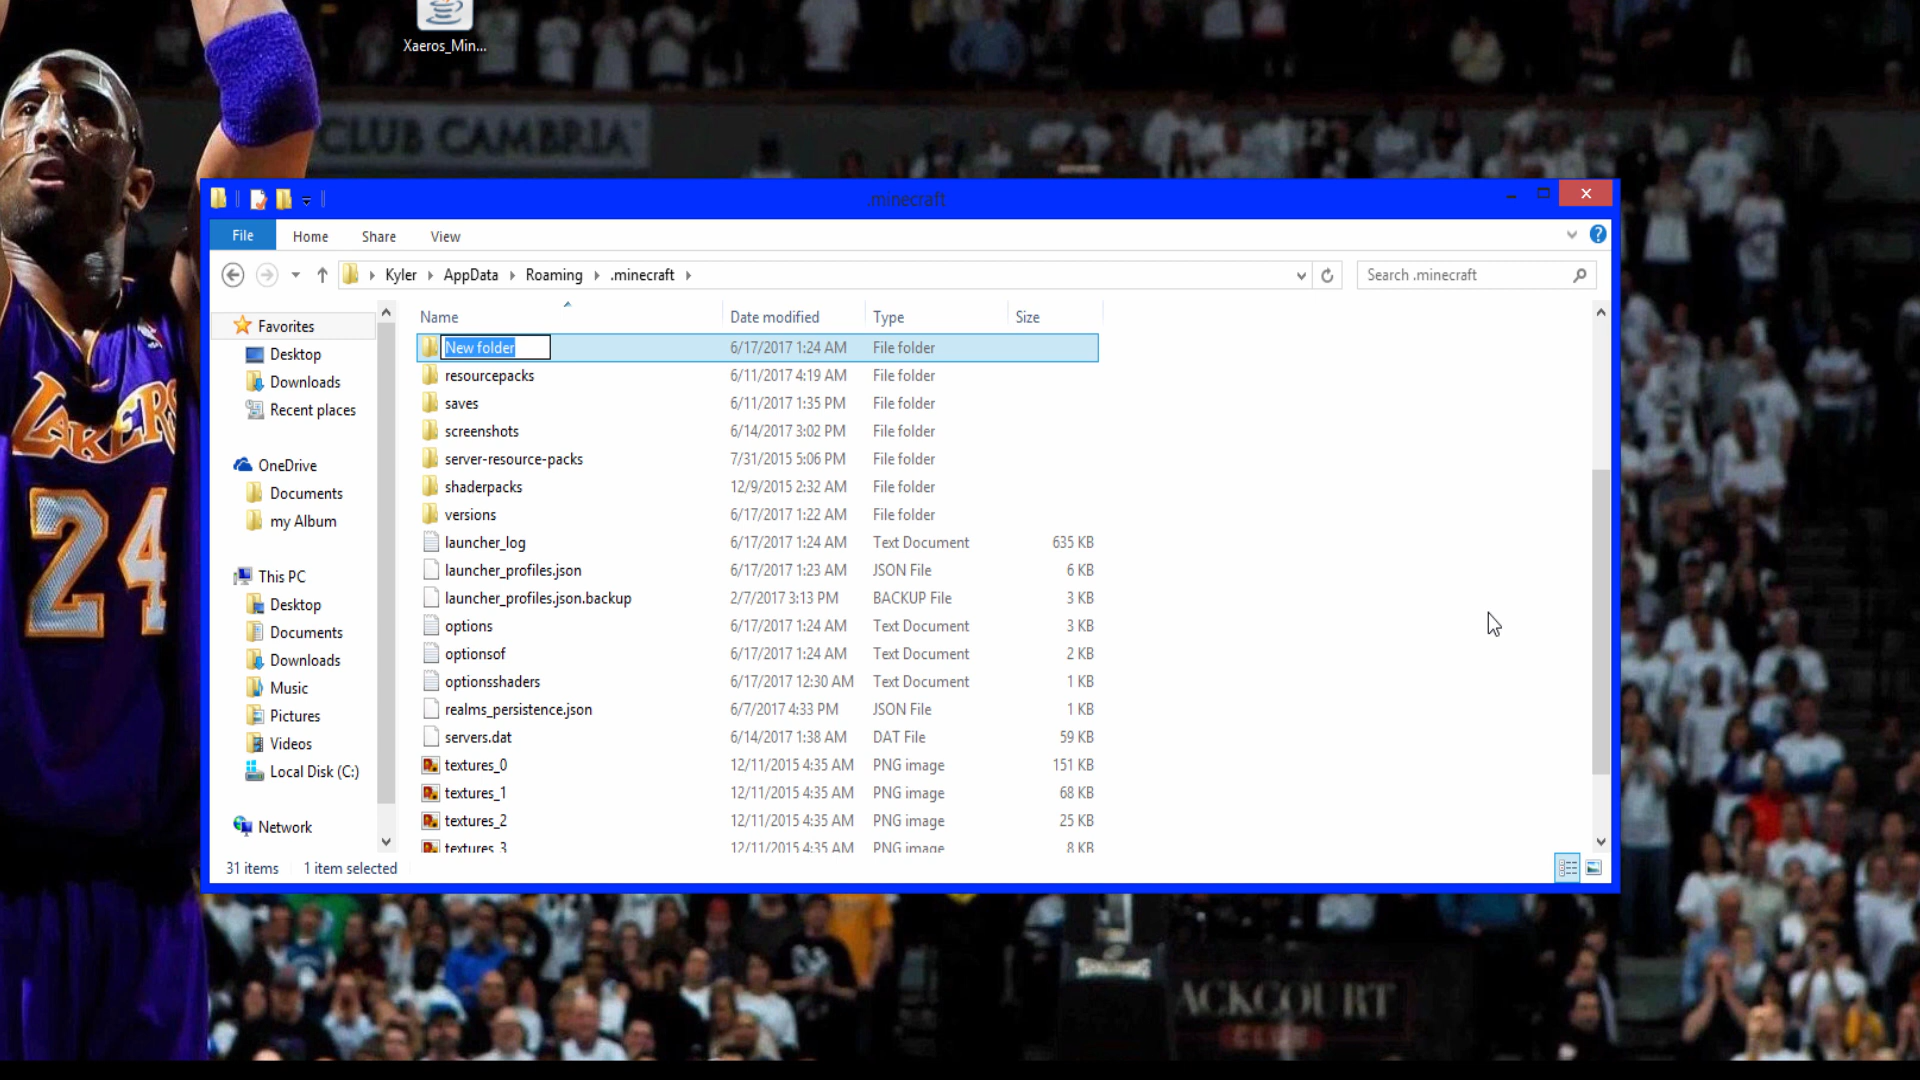 Xaeros_Min...
CLUB CAMBRIA
.minecraft
File Home Share View
Kyler AppData Roaming .minecraft Search .minecraft
Name Date modified Type Size
Favorites
Desktop
Downloads
Recent places
OneDrive
Documents
my Album
This PC
Desktop
Documents
Downloads
Music
Pictures
Videos
Local Disk (C:)
Network
New folder 6/17/2017 1:24 AM File folder
resourcepacks 6/11/2017 4:19 AM File folder
saves 6/11/2017 1:35 PM File folder
screenshots 6/14/2017 3:02 PM File folder
server-resource-packs 7/31/2015 5:06 PM File folder
shaderpacks 12/9/2015 2:32 AM File folder
versions 6/17/2017 1:22 AM File folder
launcher_log 6/17/2017 1:24 AM Text Document 635 KB
launcher_profiles.json 6/17/2017 1:23 AM JSON File 6 KB
launcher_profiles.json.backup 2/7/2017 3:13 PM BACKUP File 3 KB
options 6/17/2017 1:24 AM Text Document 3 KB
optionsof 6/17/2017 1:24 AM Text Document 2 KB
optionsshaders 6/17/2017 12:30 AM Text Document 1 KB
realms_persistence.json 6/7/2017 4:33 PM JSON File 1 KB
servers.dat 6/14/2017 1:38 AM DAT File 59 KB
textures_0 12/11/2015 4:35 AM PNG image 151 KB
textures_1 12/11/2015 4:35 AM PNG image 68 KB
textures_2 12/11/2015 4:35 AM PNG image 25 KB
textures_3 12/11/2015 4:35 AM PNG image 8 KB
31 items 1 item selected
LAKERS
24
ACKCOURT
CLUB